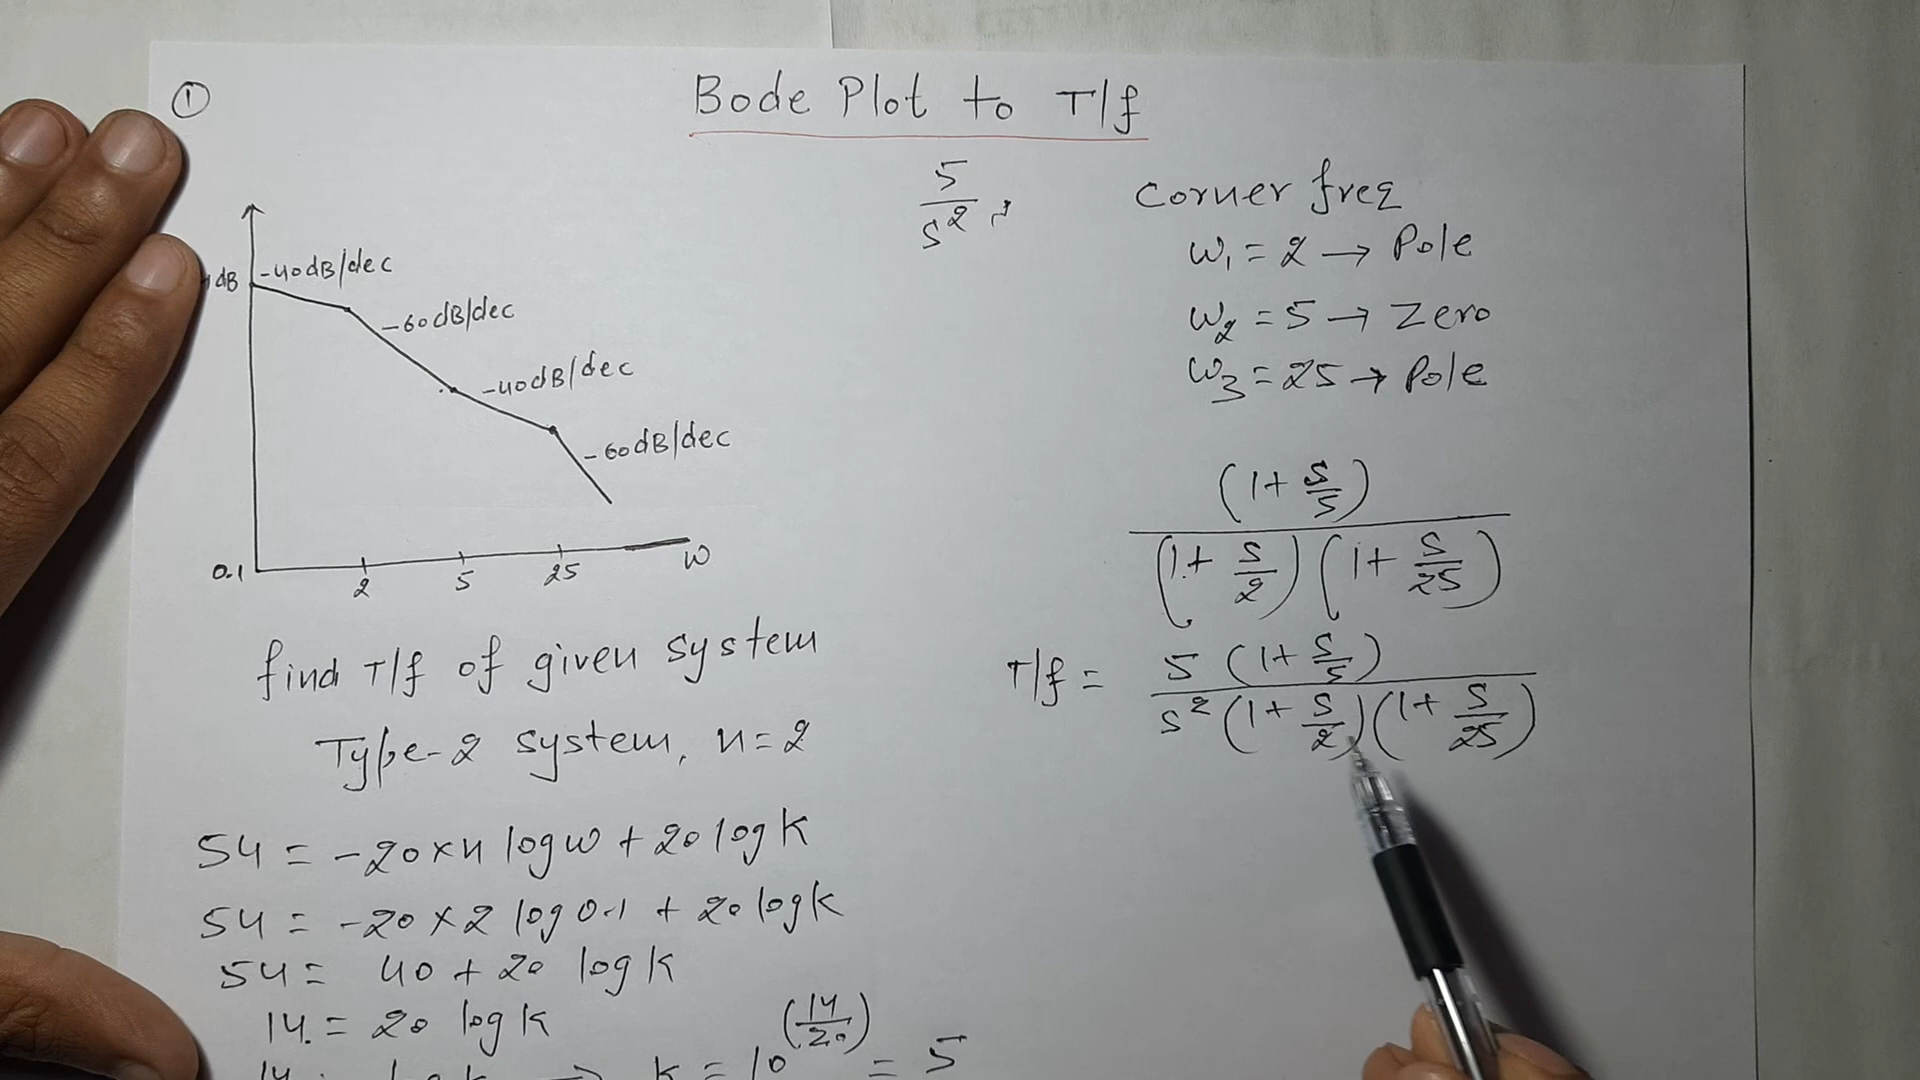 ①
Bode Plot to T/f
5/s²,
Corner freq
ω₁ = 2 → Pole
ω₂ = 5 → Zero
ω₃ = 25 → Pole
dB
-40dB/dec
-60dB/dec
-40dB/dec
-60dB/dec
0.1 2 5 25 ω
(1 + s/5) / (1 + s/2)(1 + s/25)
T/f = 5(1 + s/5) / s²(1 + s/2)(1 + s/25)
find T/f of given system
Type-2 system, n=2
54 = -20×n log ω + 20 log K
54 = -20×2 log 0.1 + 20 log K
54 = 40 + 20 log K
14 = 20 log K
K = 10^(14/20) = 5